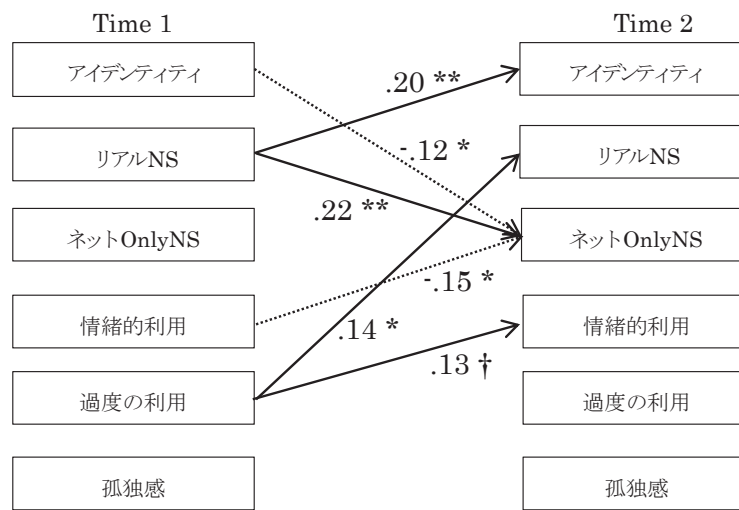 Time 1
Time 2
アイデンティティ
アイデンティティ
.20 **
リアルNS
-.12 *
リアルNS
.22 **
ネットOnlyNS
ネットOnlyNS
-.15 *
情緒的利用
.14 *
情緒的利用
.13 †
過度の利用
過度の利用
孤独感
孤独感